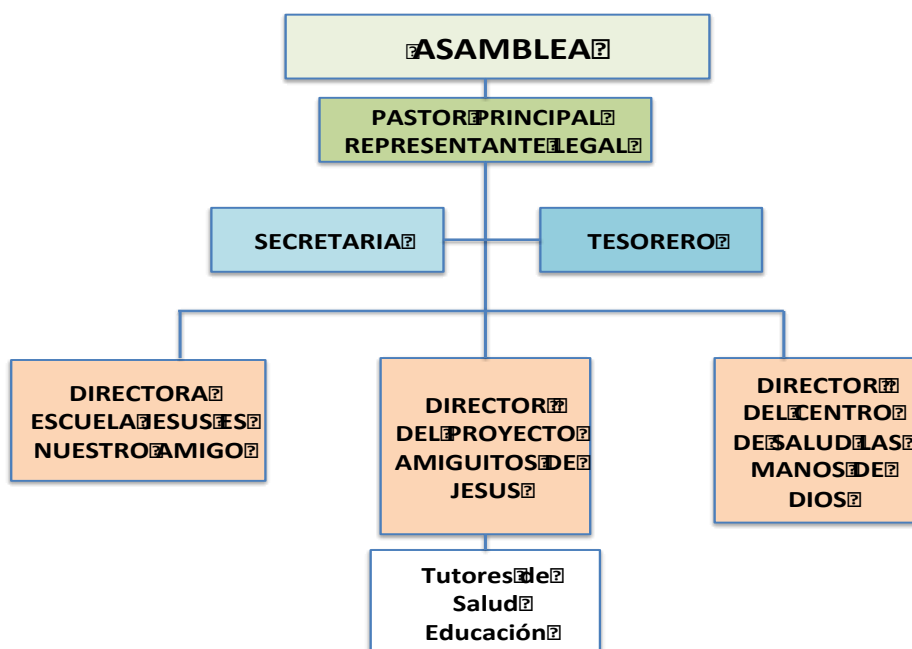 ASAMBLEA
PASTOR PRINCIPAL
REPRESENTANTE LEGAL
SECRETARIA
TESORERO
DIRECTORA
ESCUELA JESUS ES
NUESTRO AMIGO
DIRECTOR
DEL PROYECTO
AMIGUITOS DE
JESUS
DIRECTOR
DEL CENTRO
DE SALUD LAS
MANOS DE
DIOS
Tutores de
Salud
Educación